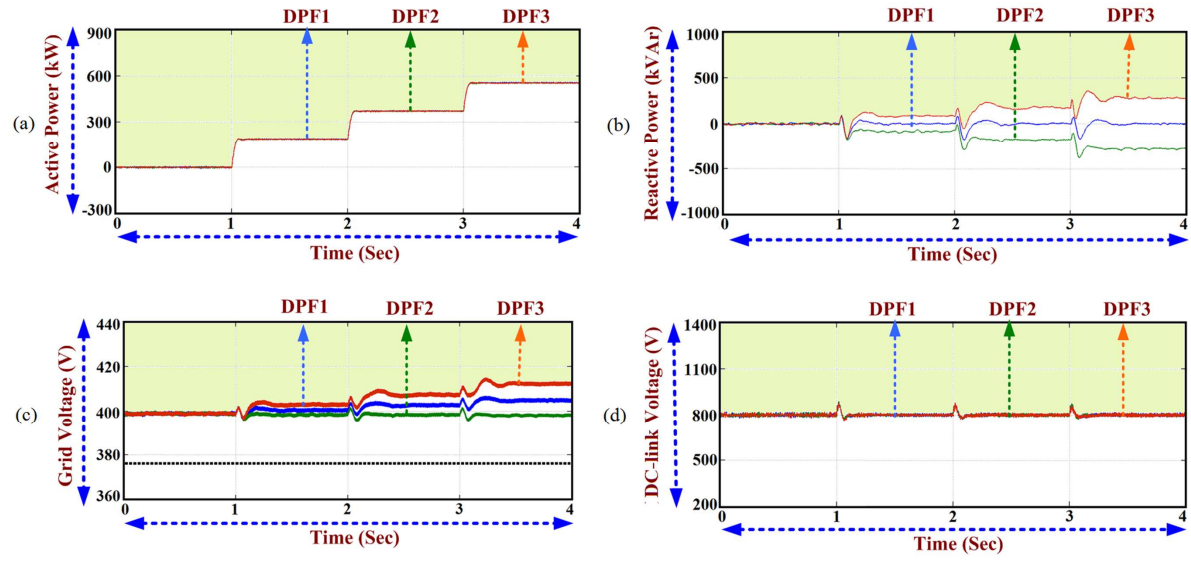 DPF1 DPF2 DPF3
(a)
Active Power (kW)
900
600
300
0
-300
0 1 2 3 4
Time (Sec)
DPF1 DPF2 DPF3
(b)
Reactive Power (kVAr)
1000
500
0
-500
-1000
0 1 2 3 4
Time (Sec)
DPF1 DPF2 DPF3
(c)
Grid Voltage (V)
440
420
400
380
360
0 1 2 3 4
Time (Sec)
DPF1 DPF2 DPF3
(d)
DC-link Voltage (V)
1400
1100
800
500
200
0 1 2 3 4
Time (Sec)